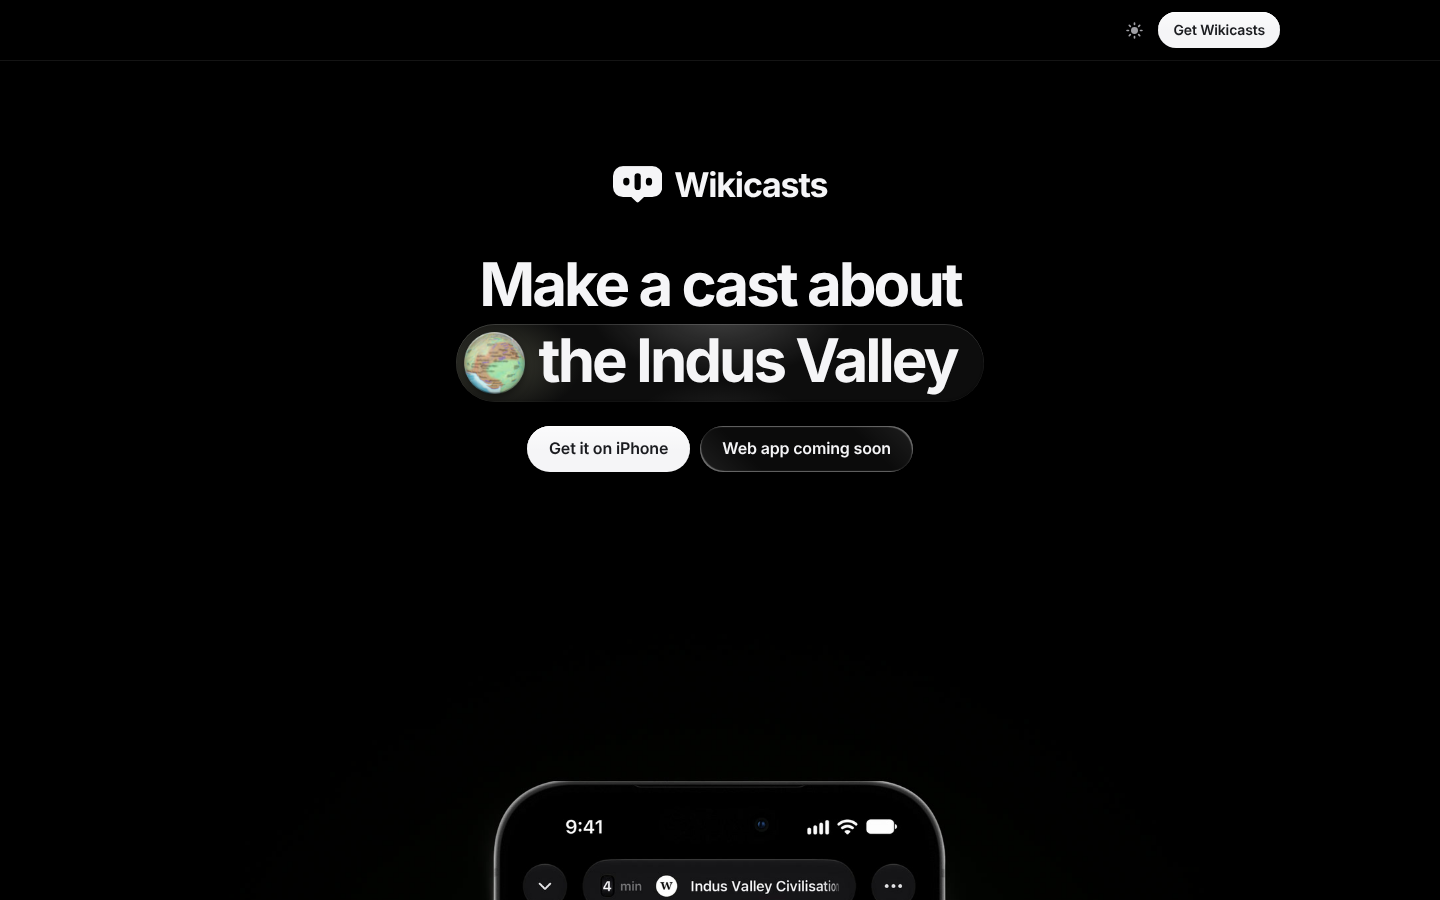 Get Wikicasts
Wikicasts
Make a cast about
the Indus Valley
Get it on iPhone
Web app coming soon
9:41
4 min W Indus Valley Civilisation